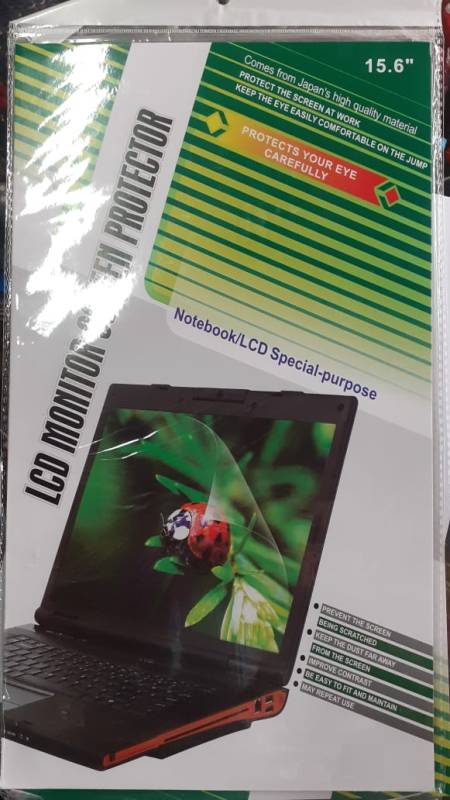 15.6"
Comes from Japan's high quality material
PROTECT THE SCREEN AT WORK
KEEP THE EYE EASILY COMFORTABLE ON THE JUMP
PROTECTS YOUR EYE
CAREFULLY
LCD MONITOR SCREEN PROTECTOR
Notebook/LCD Special-purpose
PREVENT THE SCREEN
BEING SCRATCHED
KEEP THE DUST FAR AWAY
FROM THE SCREEN
IMPROVE CONTRAST
BE EASY TO FIT AND MAINTAIN
MAY REPEAT USE